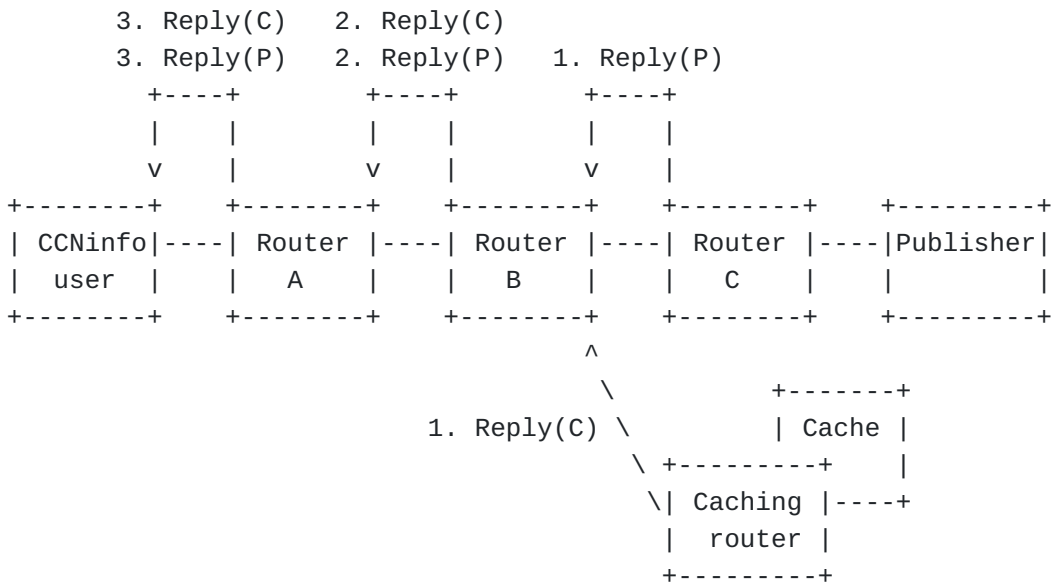 3. Reply(C)   2. Reply(C)
3. Reply(P)   2. Reply(P)   1. Reply(P)
CCNinfo   Router   Router   Router   Publisher
user   A   B   C
1. Reply(C)   Cache
Caching
router